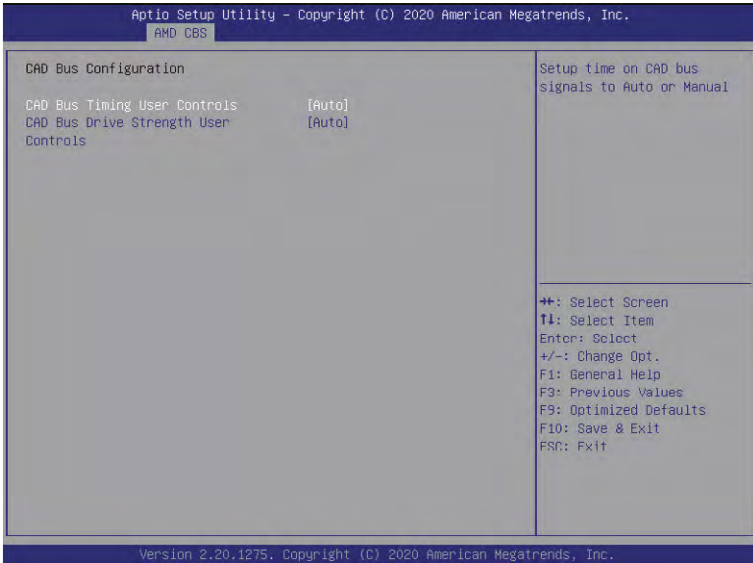 Aptio Setup Utility – Copyright (C) 2020 American Megatrends, Inc.
AMD CBS
CAD Bus Configuration
CAD Bus Timing User Controls [Auto]
CAD Bus Drive Strength User [Auto]
Controls
Setup time on CAD bus
signals to Auto or Manual
→←: Select Screen
↑↓: Select Item
Enter: Select
+/-: Change Opt.
F1: General Help
F3: Previous Values
F9: Optimized Defaults
F10: Save & Exit
ESC: Exit
Version 2.20.1275. Copyright (C) 2020 American Megatrends, Inc.